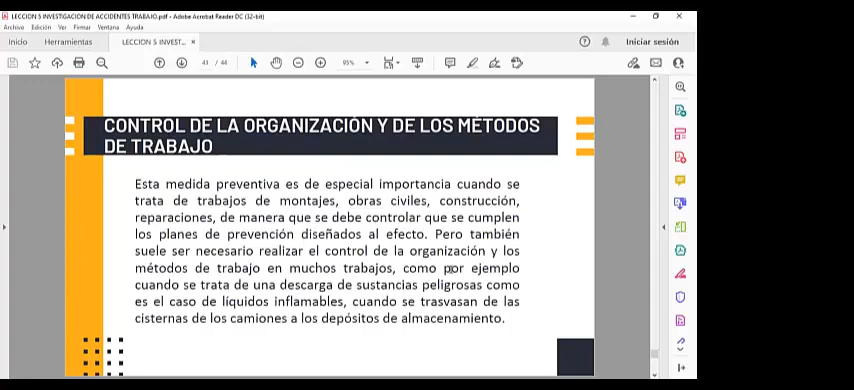 LECCION 5 INVESTIGACION DE ACCIDENTES TRABAJO.pdf - Adobe Acrobat Reader DC (32-bit)
Archivo Edición Ver Firmar Ventana Ayuda
Inicio Herramientas LECCION 5 INVEST... × Iniciar sesión
43 / 44 95%
CONTROL DE LA ORGANIZACIÓN Y DE LOS MÉTODOS
DE TRABAJO
Esta medida preventiva es de especial importancia cuando se
trata de trabajos de montajes, obras civiles, construcción,
reparaciones, de manera que se debe controlar que se cumplen
los planes de prevención diseñados al efecto. Pero también
suele ser necesario realizar el control de la organización y los
métodos de trabajo en muchos trabajos, como por ejemplo
cuando se trata de una descarga de sustancias peligrosas como
es el caso de líquidos inflamables, cuando se trasvasan de las
cisternas de los camiones a los depósitos de almacenamiento.